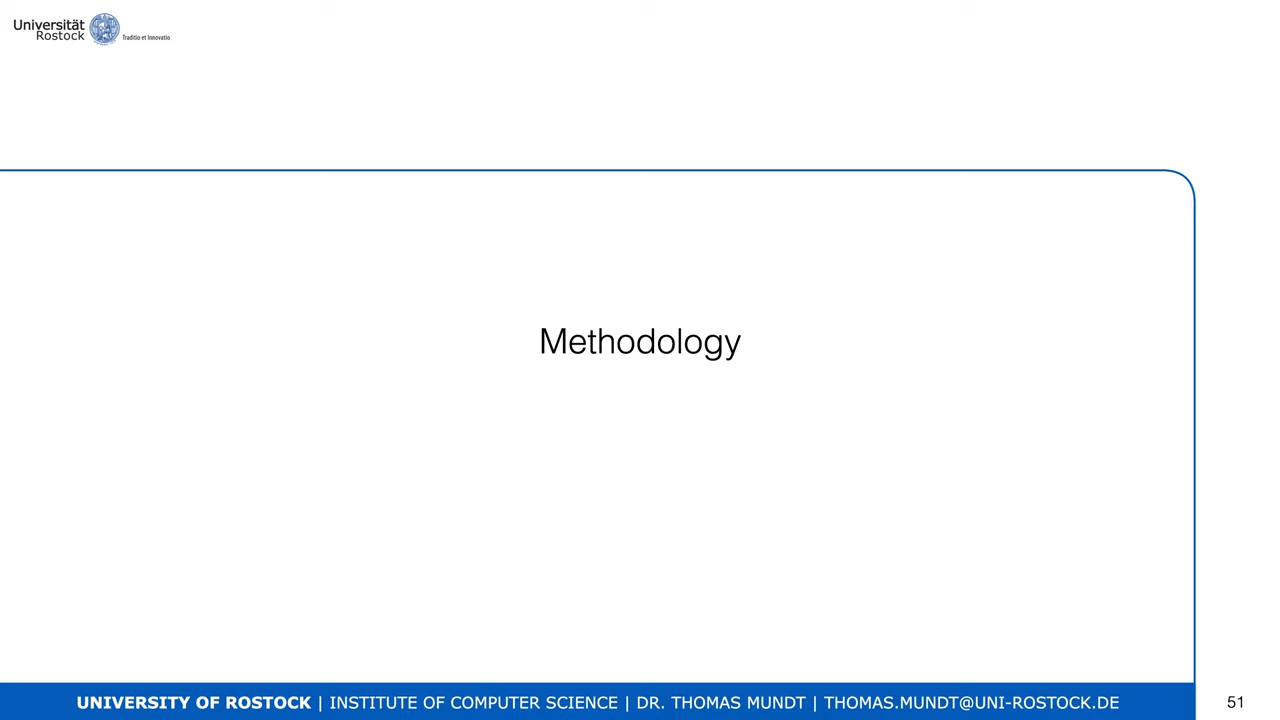 Universität
Rostock
Traditio et Innovatio
Methodology
UNIVERSITY OF ROSTOCK | INSTITUTE OF COMPUTER SCIENCE | DR. THOMAS MUNDT | THOMAS.MUNDT@UNI-ROSTOCK.DE
51